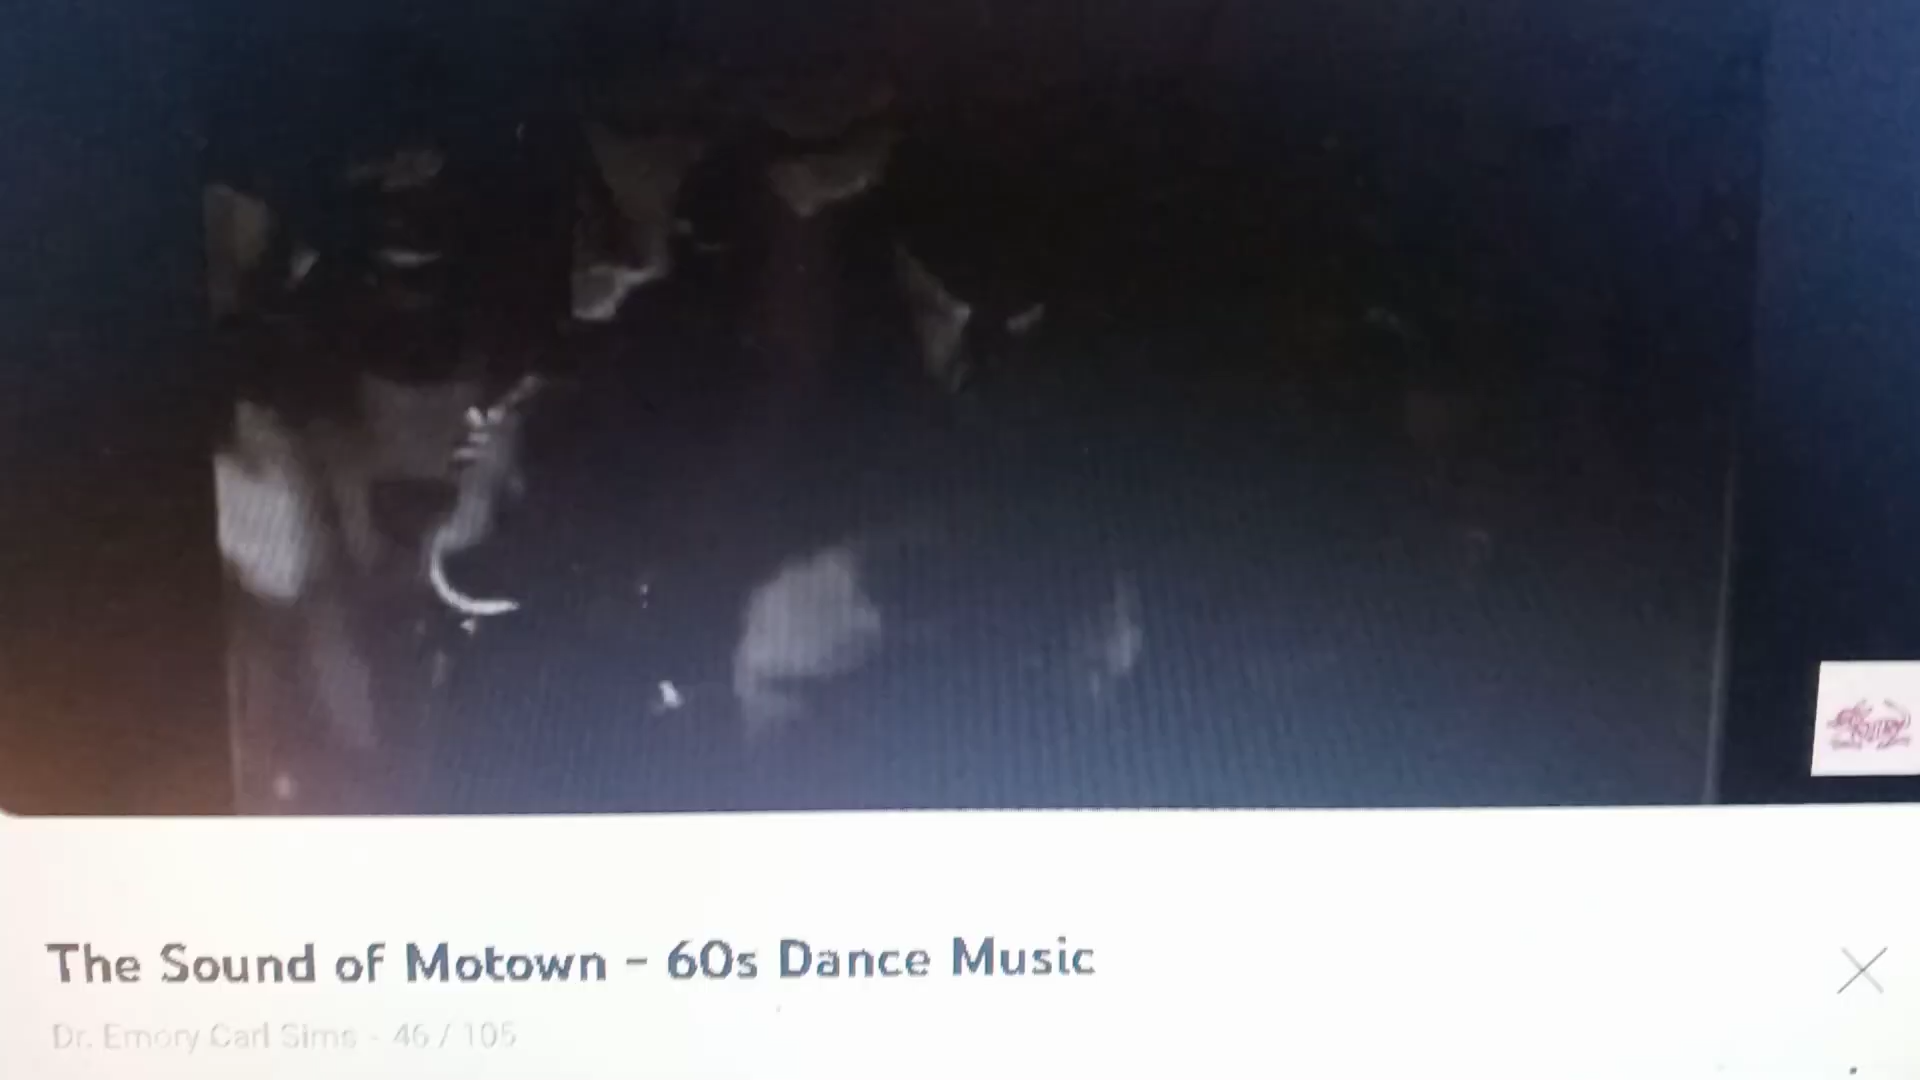 The Sound of Motown - 60s Dance Music
Dr. Emory Carl Sims - 46 / 105